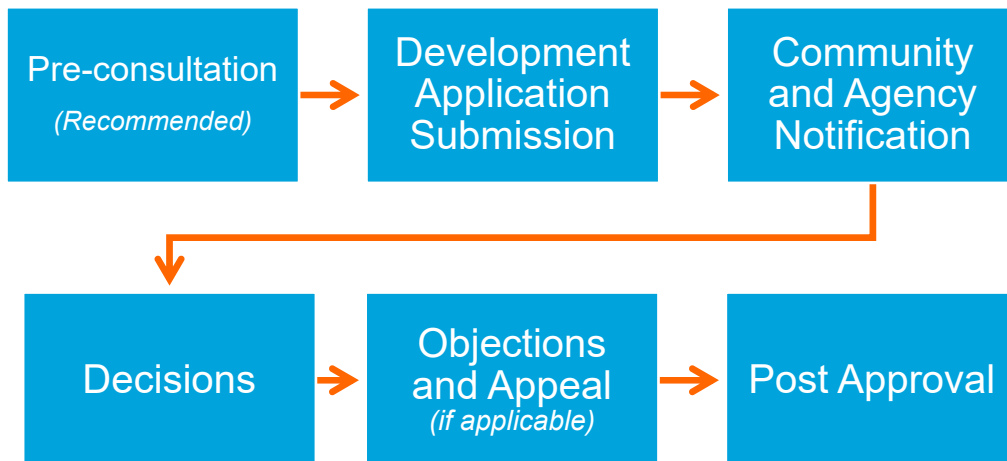 Pre-consultation
(Recommended)
Development
Application
Submission
Community
and Agency
Notification
Decisions
Objections
and Appeal
(if applicable)
Post Approval